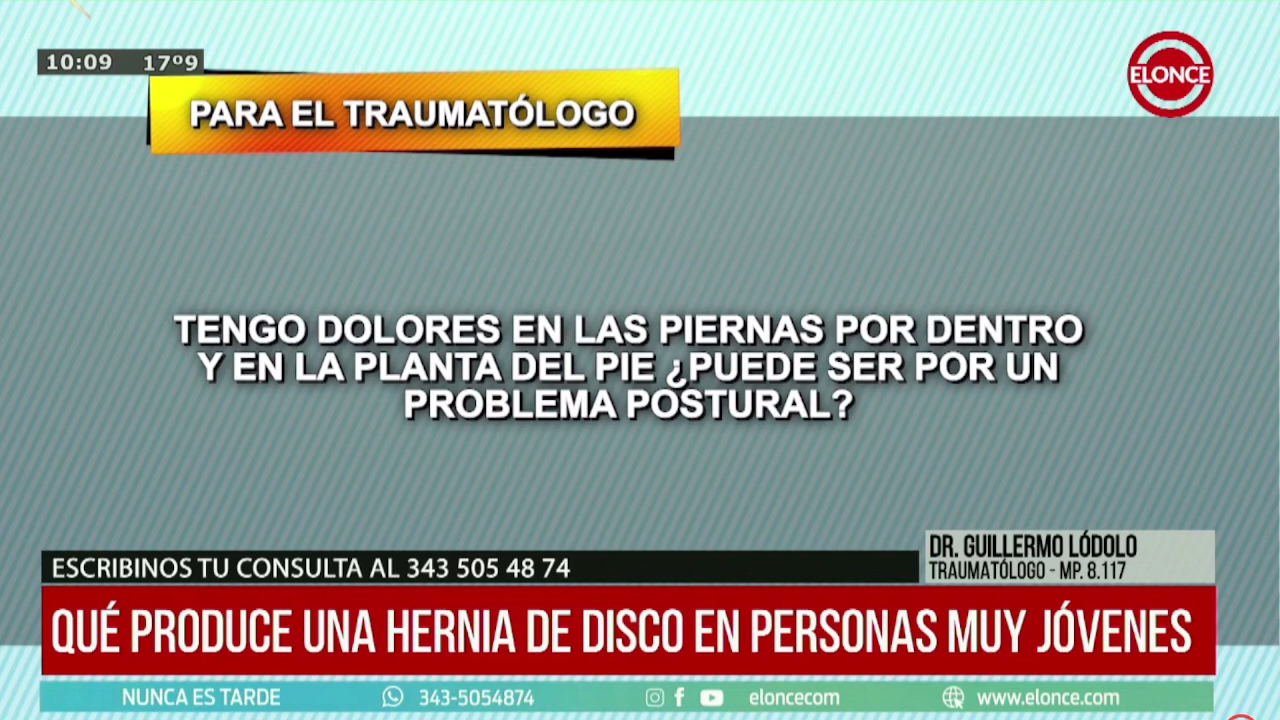 10:09 17º9
ELONCE
PARA EL TRAUMATÓLOGO
TENGO DOLORES EN LAS PIERNAS POR DENTRO
Y EN LA PLANTA DEL PIE ¿PUEDE SER POR UN
PROBLEMA POSTURAL?
DR. GUILLERMO LÓDOLO
TRAUMATÓLOGO - MP. 8.117
ESCRIBINOS TU CONSULTA AL 343 505 48 74
QUÉ PRODUCE UNA HERNIA DE DISCO EN PERSONAS MUY JÓVENES
NUNCA ES TARDE 343-5054874 eloncecom www.elonce.com